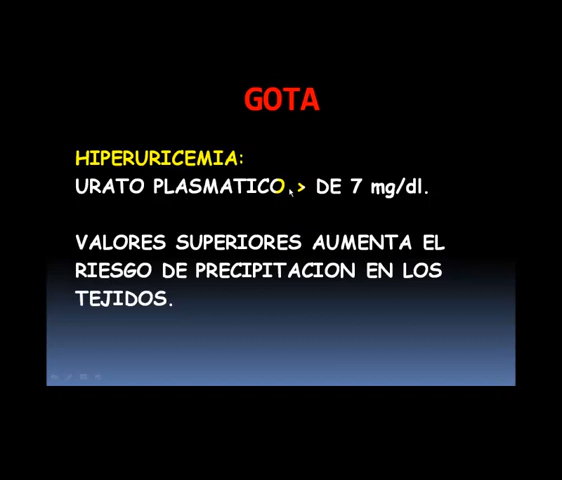 GOTA
HIPERURICEMIA:
URATO PLASMATICO.> DE 7 mg/dl.
VALORES SUPERIORES AUMENTA EL
RIESGO DE PRECIPITACION EN LOS
TEJIDOS.